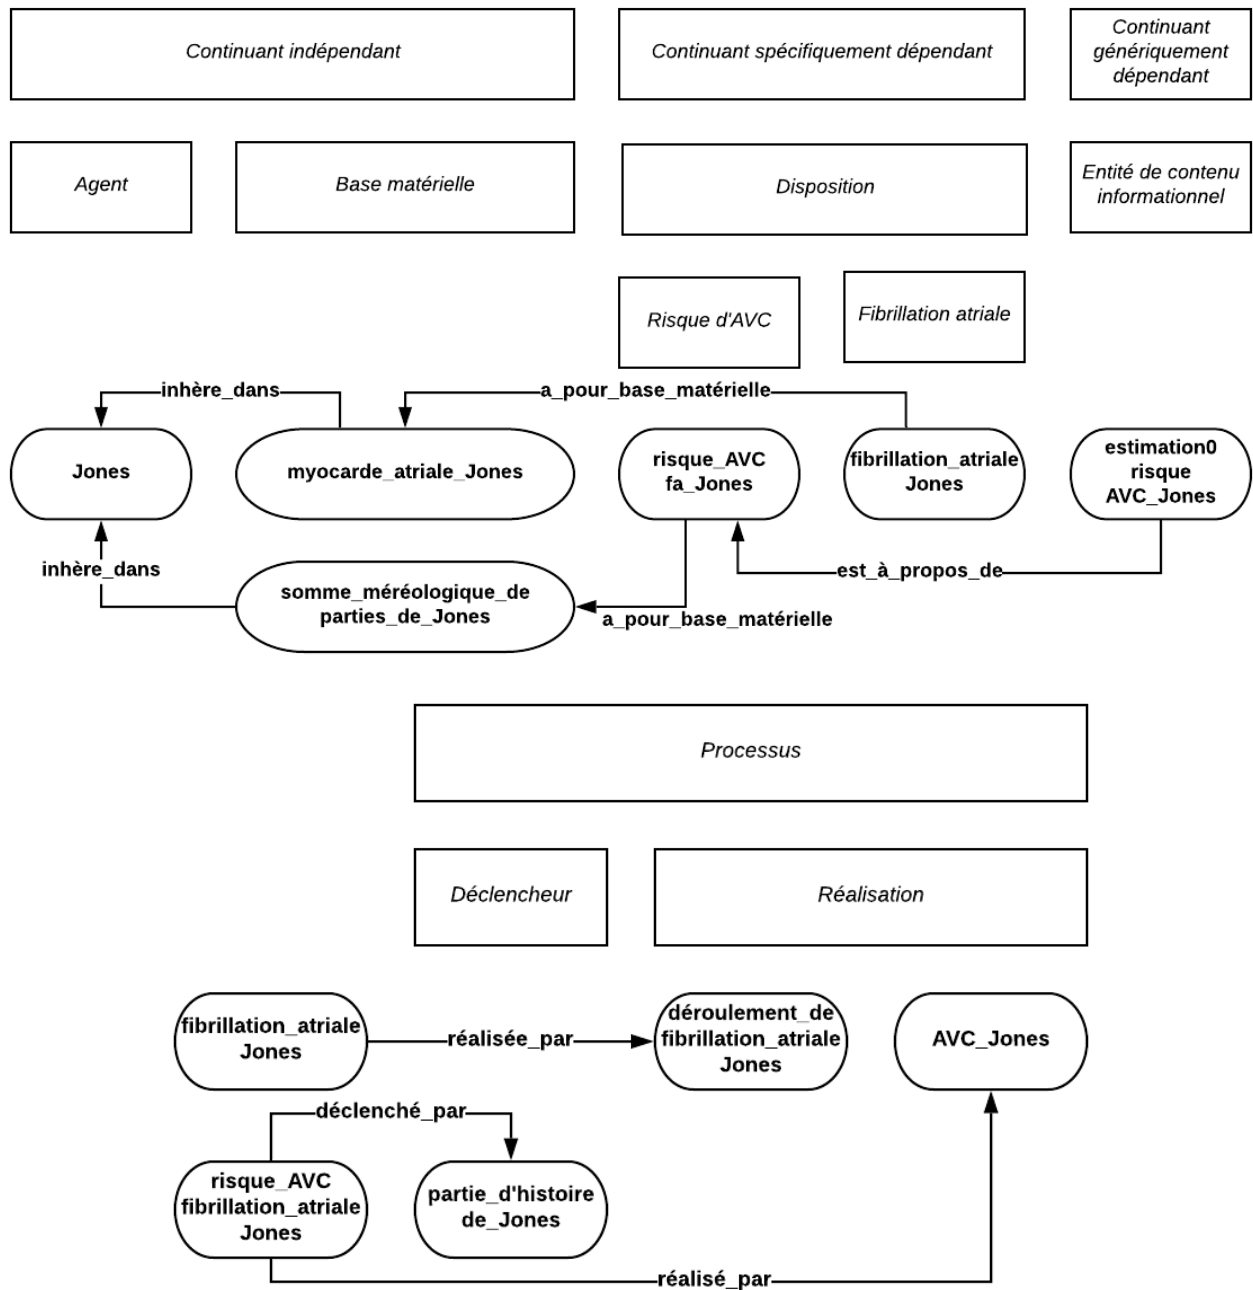 Continuant indépendant
Continuant spécifiquement dépendant
Continuant
génériquement
dépendant
Agent
Base matérielle
Disposition
Entité de contenu
informationnel
Risque d'AVC
Fibrillation atriale
inhère_dans
a_pour_base_matérielle
Jones
myocarde_atriale_Jones
risque_AVC
fa_Jones
fibrillation_atriale
Jones
estimation0
risque
AVC_Jones
inhère_dans
somme_méréologique_de
parties_de_Jones
a_pour_base_matérielle
est_à_propos_de
Processus
Déclencheur
Réalisation
fibrillation_atriale
Jones
réalisée_par
déroulement_de
fibrillation_atriale
Jones
AVC_Jones
déclenché_par
risque_AVC
fibrillation_atriale
Jones
partie_d'histoire
de_Jones
réalisé_par